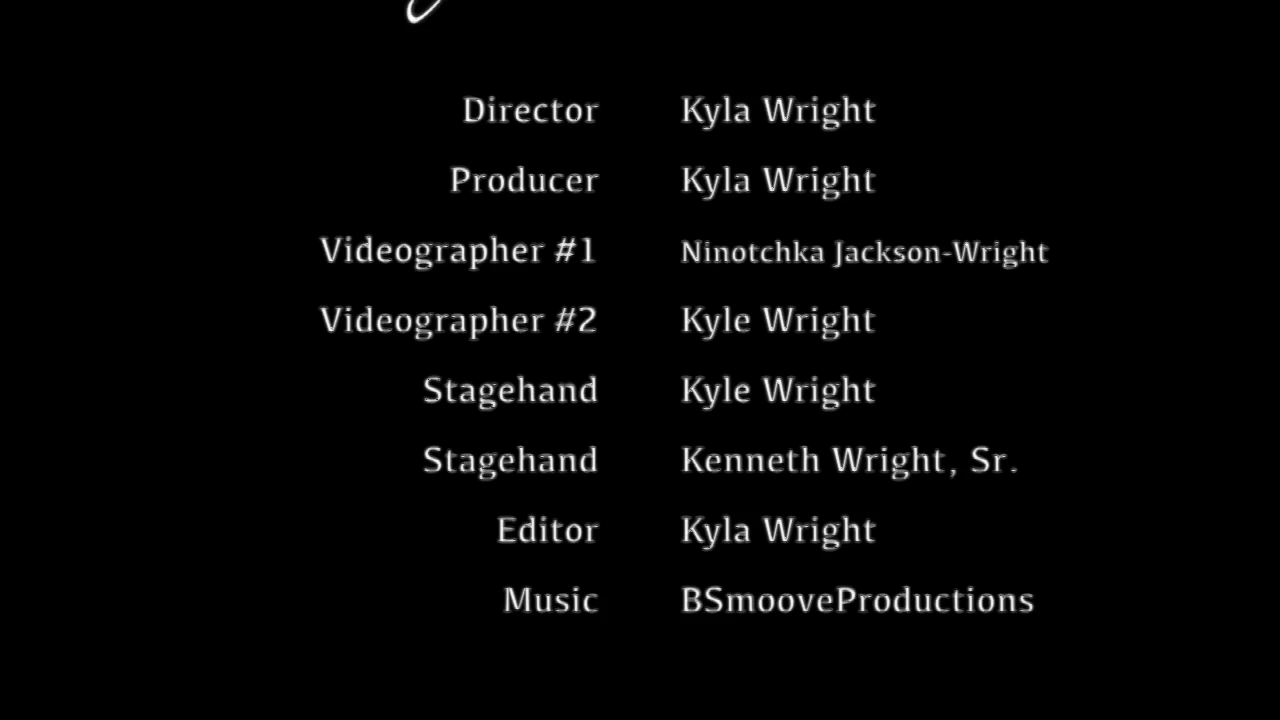 Director Kyla Wright
Producer Kyla Wright
Videographer #1 Ninotchka Jackson-Wright
Videographer #2 Kyle Wright
Stagehand Kyle Wright
Stagehand Kenneth Wright, Sr.
Editor Kyla Wright
Music BSmooveProductions